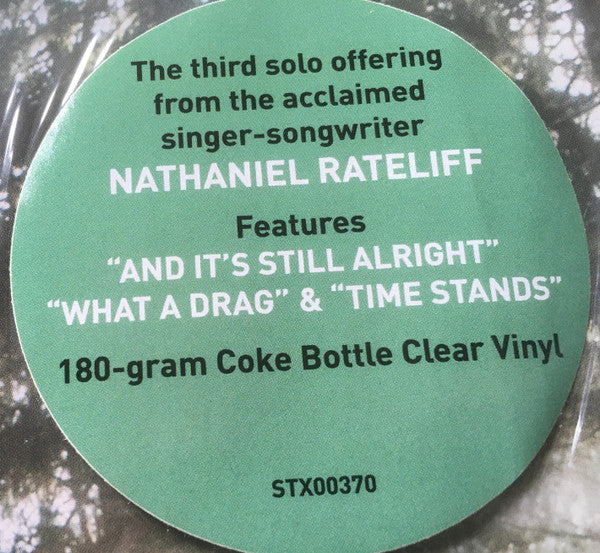 The third solo offering
from the acclaimed
singer-songwriter
NATHANIEL RATELIFF
Features
“AND IT’S STILL ALRIGHT”
“WHAT A DRAG” & “TIME STANDS”
180-gram Coke Bottle Clear Vinyl
STX00370